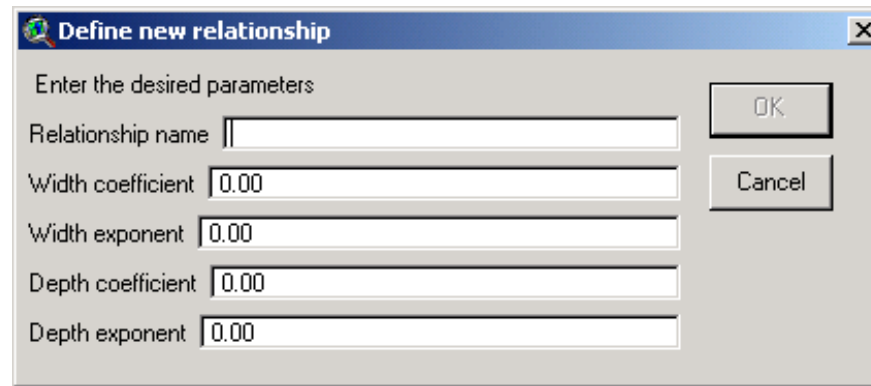 Define new relationship
Enter the desired parameters
OK
Relationship name
Width coefficient 0.00
Cancel
Width exponent 0.00
Depth coefficient 0.00
Depth exponent 0.00